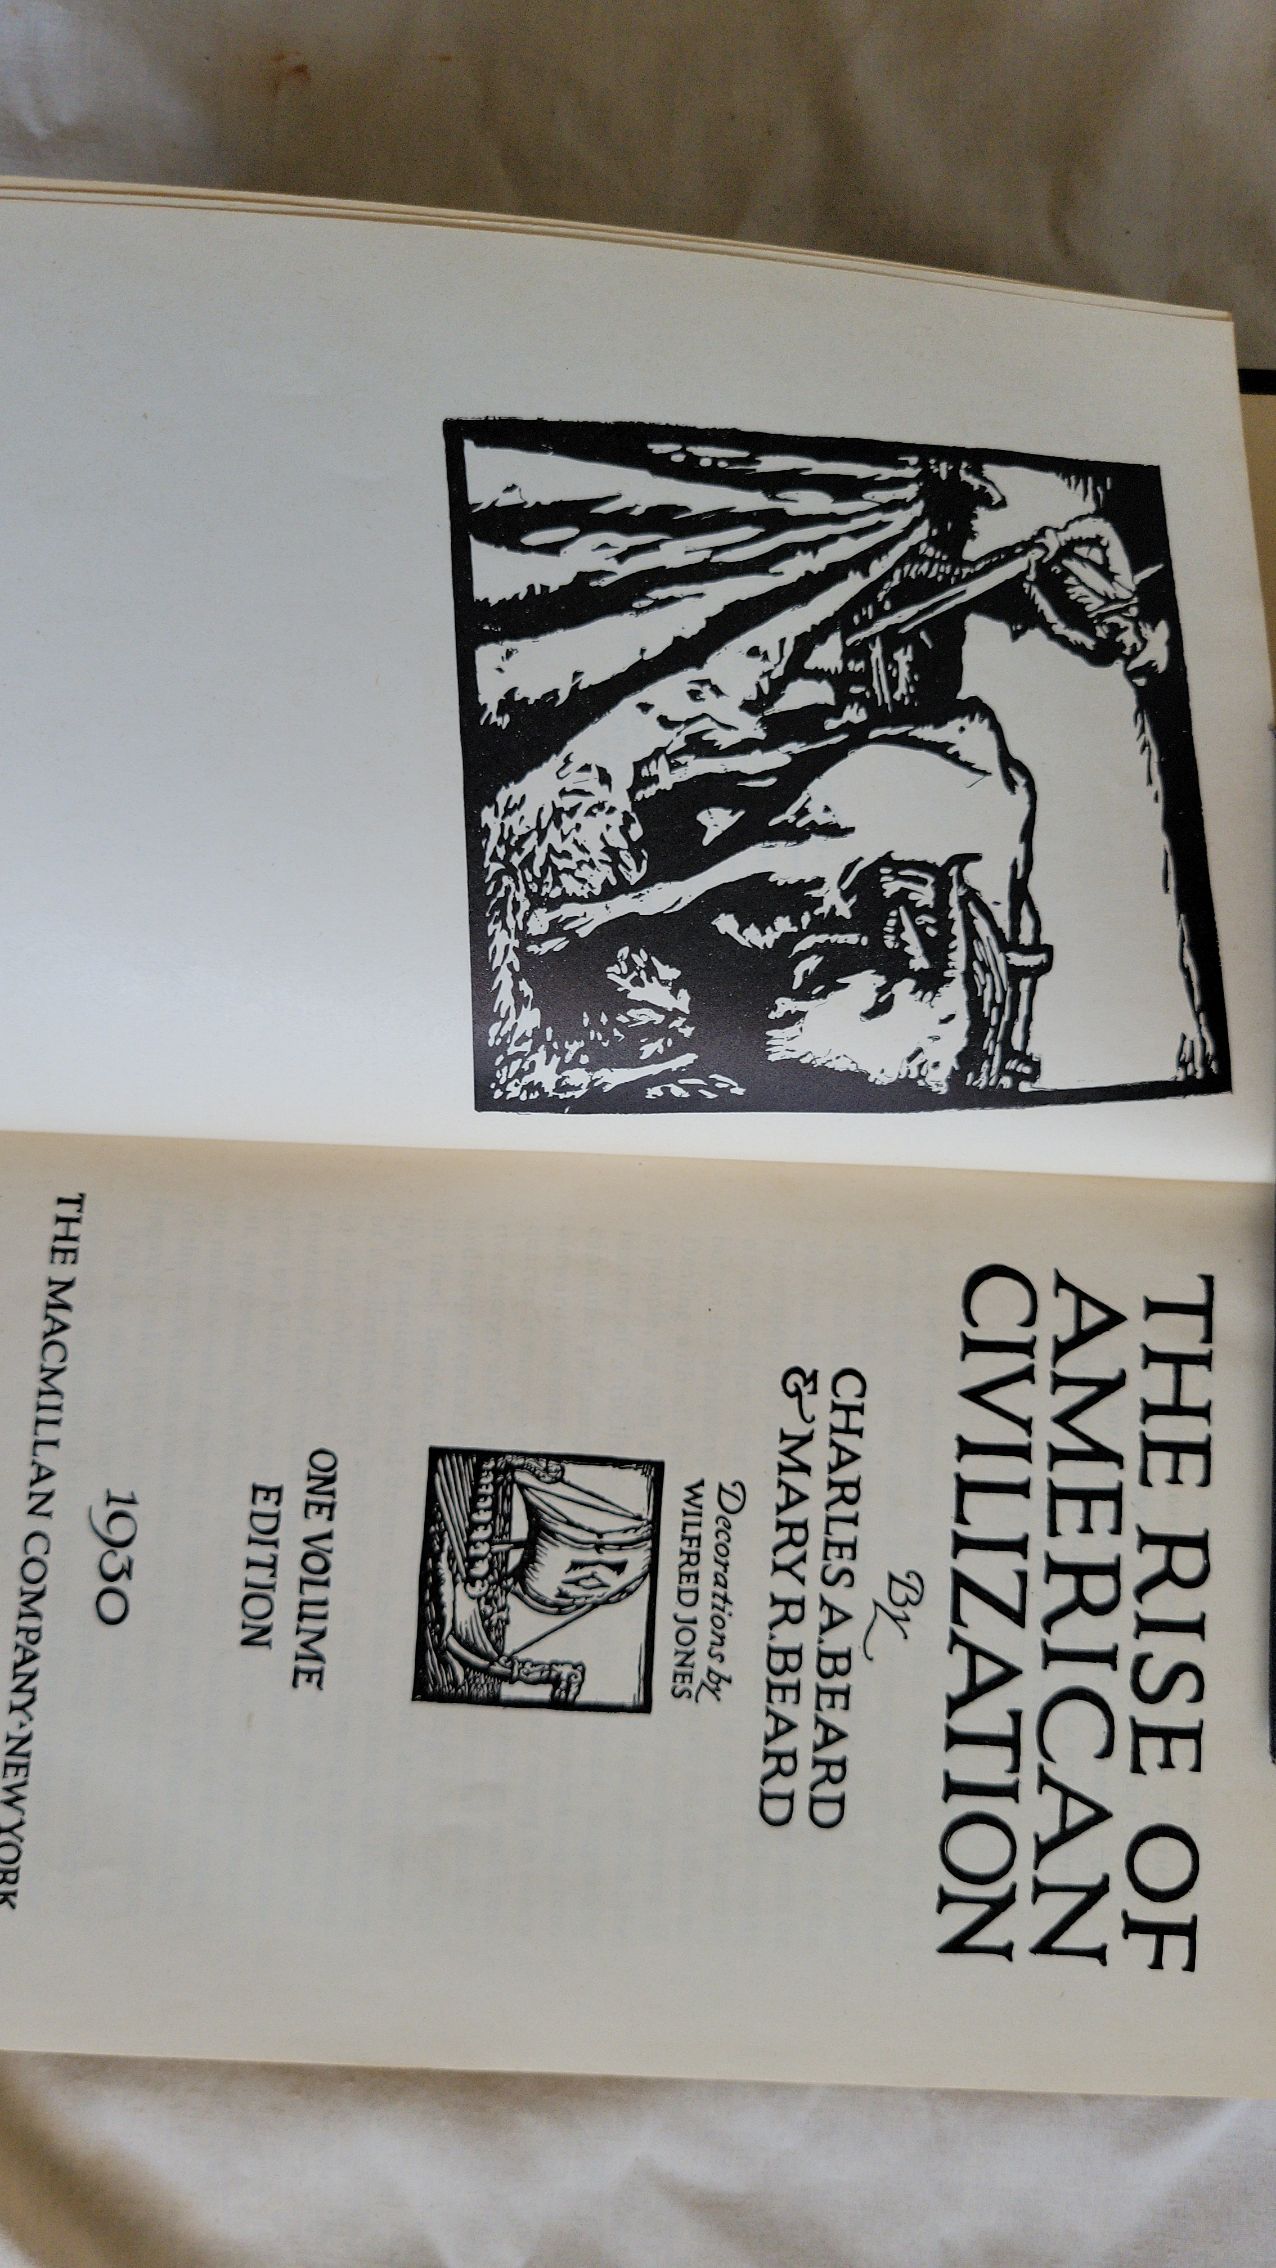 THE RISE OF
AMERICAN
CIVILIZATION
By
CHARLES A. BEARD
& MARY R. BEARD
Decorations by
WILFRED JONES
ONE VOLUME
EDITION
1930
THE MACMILLAN COMPANY·NEW YORK